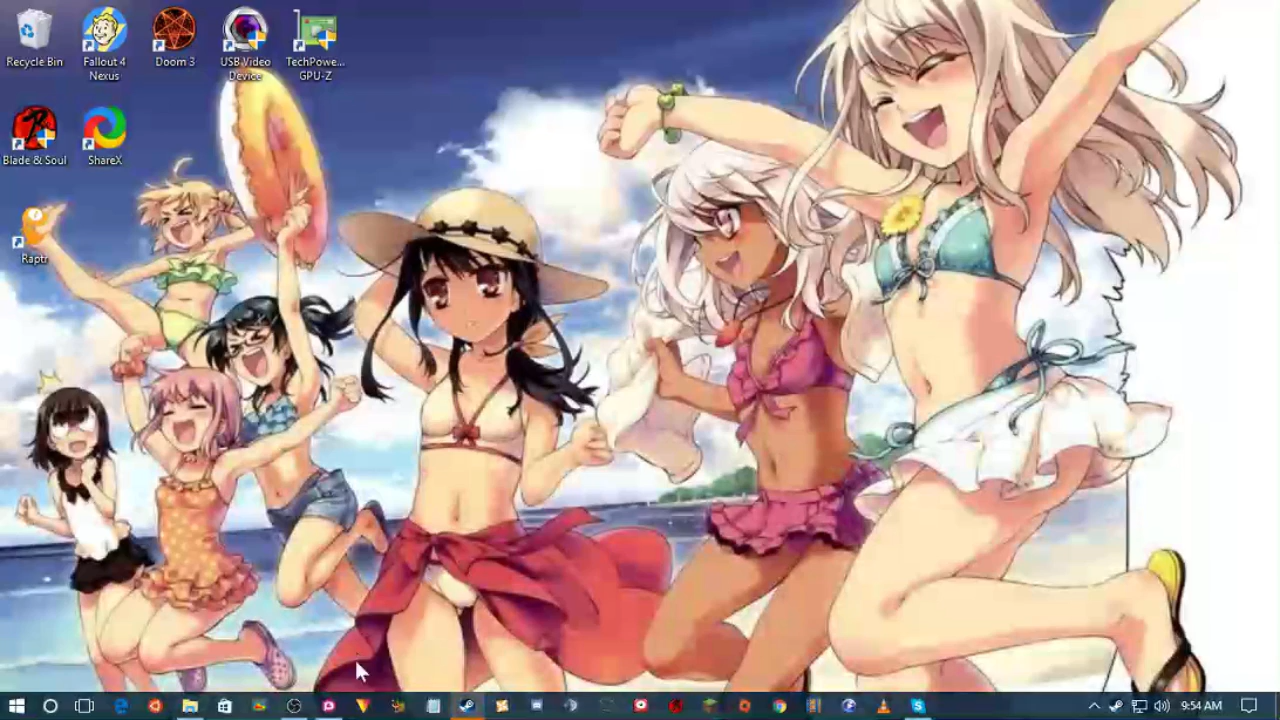 Recycle Bin
Fallout 4
Nexus
Doom 3
USB Video
Device
TechPowe...
GPU-Z
Blade & Soul
ShareX
Raptr
9:54 AM